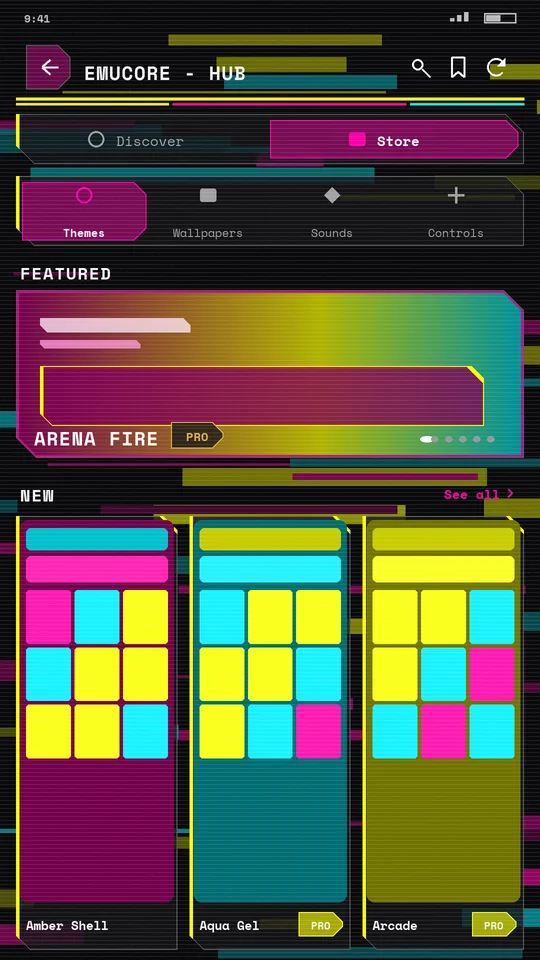 9:41
EMUCORE - HUB
Discover
Store
Themes
Wallpapers
Sounds
Controls
FEATURED
ARENA FIRE
PRO
NEW
See all
Amber Shell
Aqua Gel
PRO
Arcade
PRO